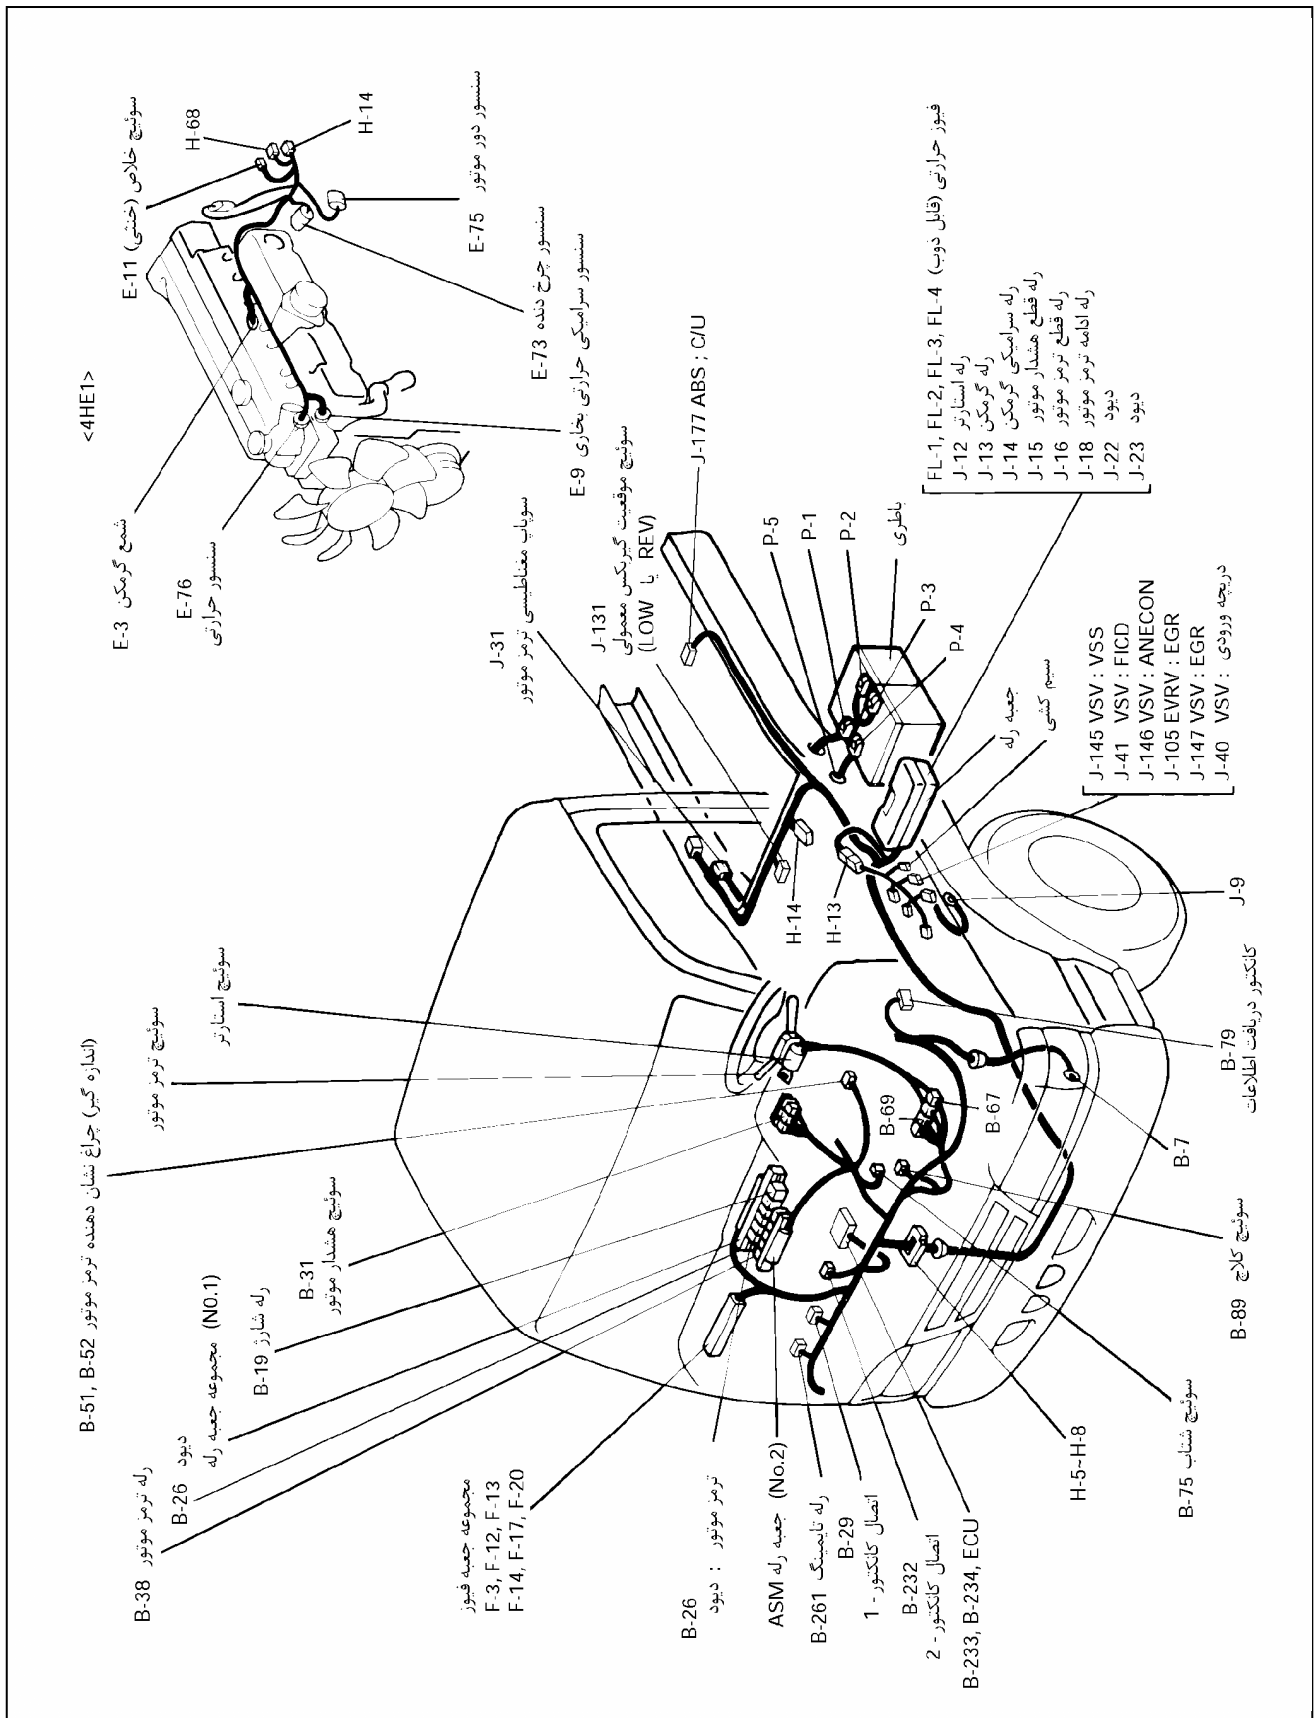 <4HE1>
E-11 سوئیچ خلاص (خنثی)
H-68
H-14
E-75 سنسور دور موتور
E-73 سنسور چرخ دنده
E-9 سنسور سرامیکی حرارتی بخاری
E-3 شمع گرمکن
E-76
سنسور حرارتی
J-31
سوپاپ مغناطیسی ترمز موتور
J-131
سوئیچ موقعیت گیربکس معمولی
(LOW یا REV)
J-177 ABS ; C/U
P-5
P-1
P-2
باطری
P-3
P-4
FL-1, FL-2, FL-3, FL-4 فیوز حرارتی (قابل ذوب)
J-12 رله استارتر
J-13 رله گرمکن
J-14 رله سرامیکی گرمکن
J-15 رله قطع هشدار موتور
J-16 رله قطع ترمز موتور
J-18 رله ادامه ترمز موتور
J-22 دیود
J-23 دیود
جعبه رله
سیم کشی
J-145 VSV : VSS
J-41 VSV : FICD
J-146 VSV : ANECON
J-105 EVRV : EGR
J-147 VSV : EGR
J-40 VSV : دریچه ورودی
H-14
H-13
J-9
سوئیچ استارتر
سوئیچ ترمز موتور
B-51, B-52 چراغ نشان دهنده ترمز موتور (اندازه گیر)
B-31
سوئیچ هشدار موتور
B-19 رله شارژ
مجموعه جعبه رله (N0.1)
B-26 دیود
B-38 رله ترمز موتور
B-69
B-67
B-79
کانکتور دریافت اطلاعات
B-7
B-89 سوئیچ کلاچ
B-75 سوئیچ شتاب
H-5~H-8
مجموعه جعبه فیوز
F-3, F-12, F-13
F-14, F-17, F-20
B-26
ترمز موتور : دیود
ASM جعبه رله (No.2)
B-261 رله تایمینگ
B-29
اتصال کانکتور - 1
B-232
اتصال کانکتور - 2
B-233, B-234, ECU